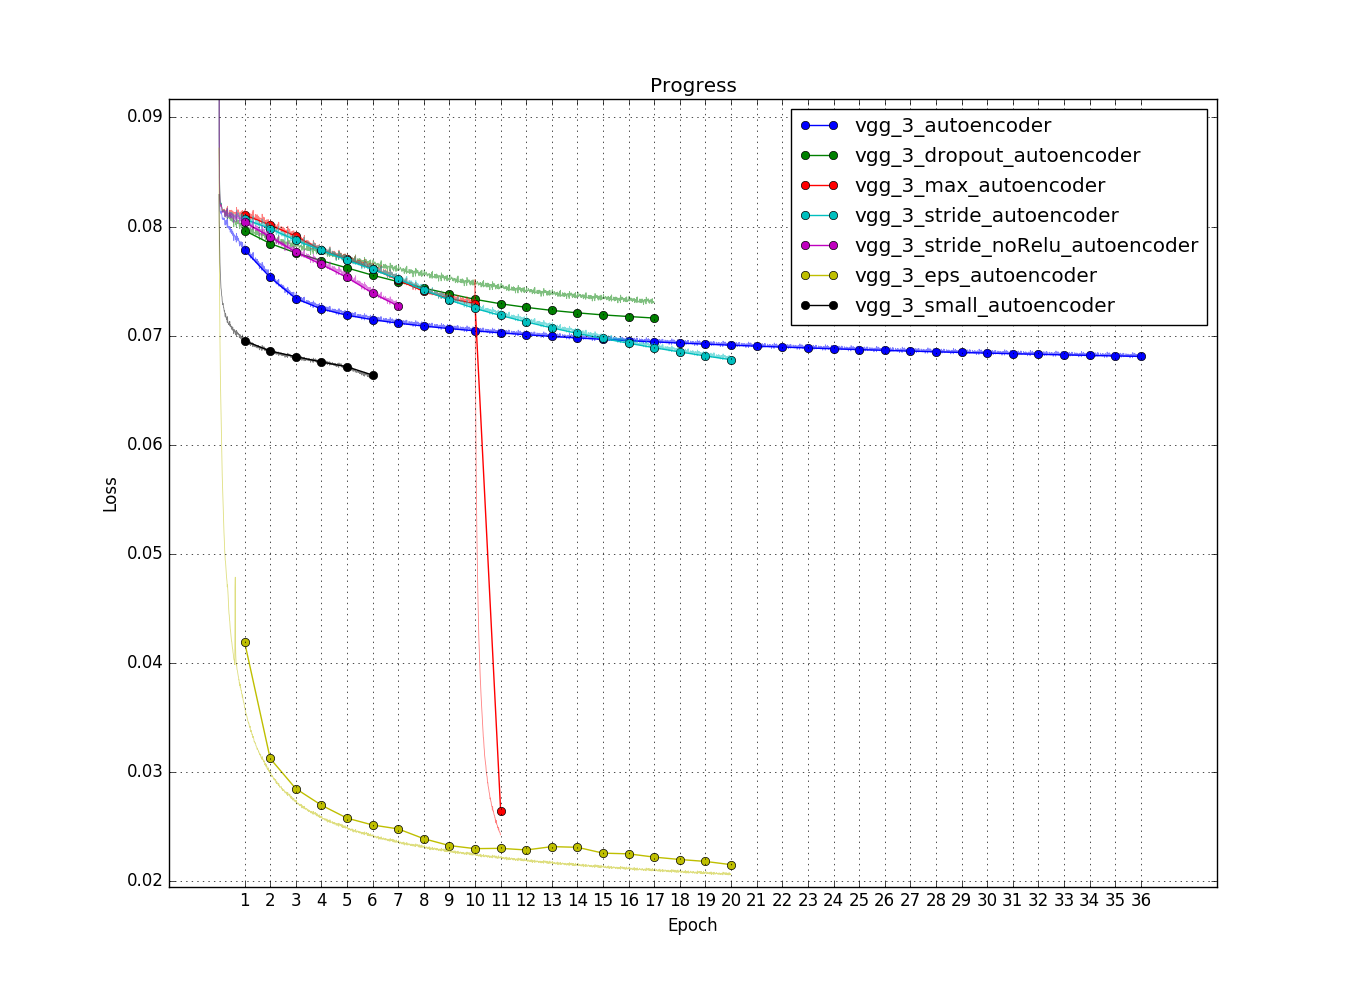 Progress
0.09
0.08
0.07
0.06
0.05
0.04
0.03
0.02
Loss
vgg_3_autoencoder
vgg_3_dropout_autoencoder
vgg_3_max_autoencoder
vgg_3_stride_autoencoder
vgg_3_stride_noRelu_autoencoder
vgg_3_eps_autoencoder
vgg_3_small_autoencoder
1 2 3 4 5 6 7 8 9 10 11 12 13 14 15 16 17 18 19 20 21 22 23 24 25 26 27 28 29 30 31 32 33 34 35 36
Epoch